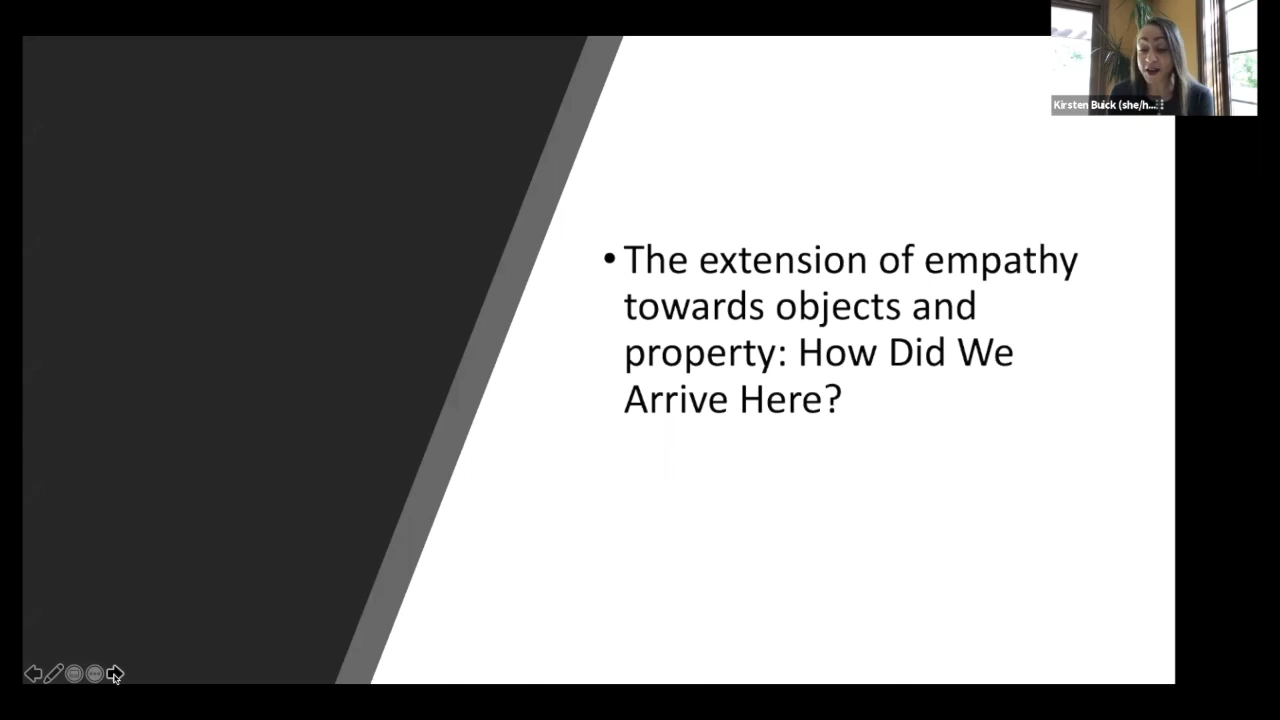 Kirsten Buick (she/h...
• The extension of empathy
towards objects and
property: How Did We
Arrive Here?